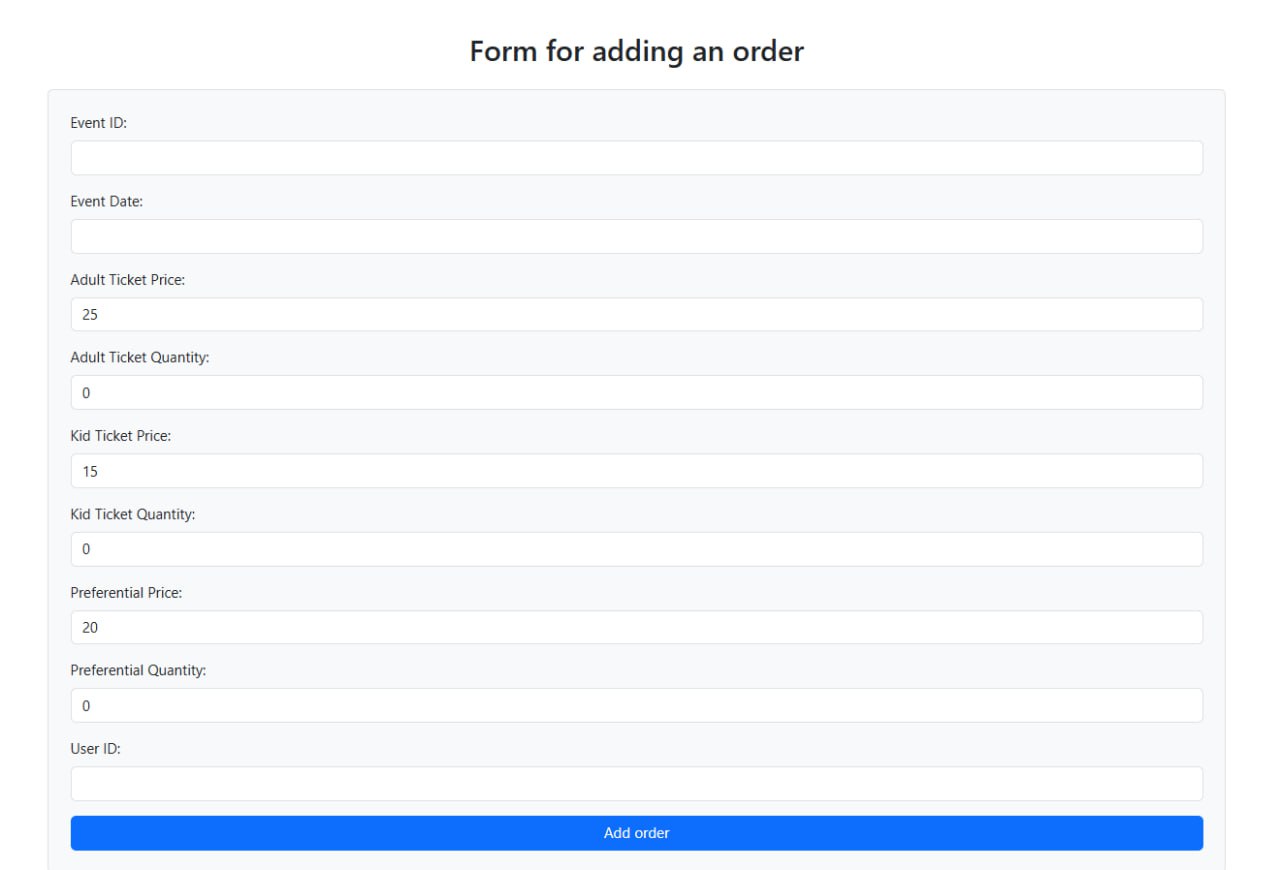 Form for adding an order
Event ID:
Event Date:
Adult Ticket Price:
25
Adult Ticket Quantity:
0
Kid Ticket Price:
15
Kid Ticket Quantity:
0
Preferential Price:
20
Preferential Quantity:
0
User ID:
Add order